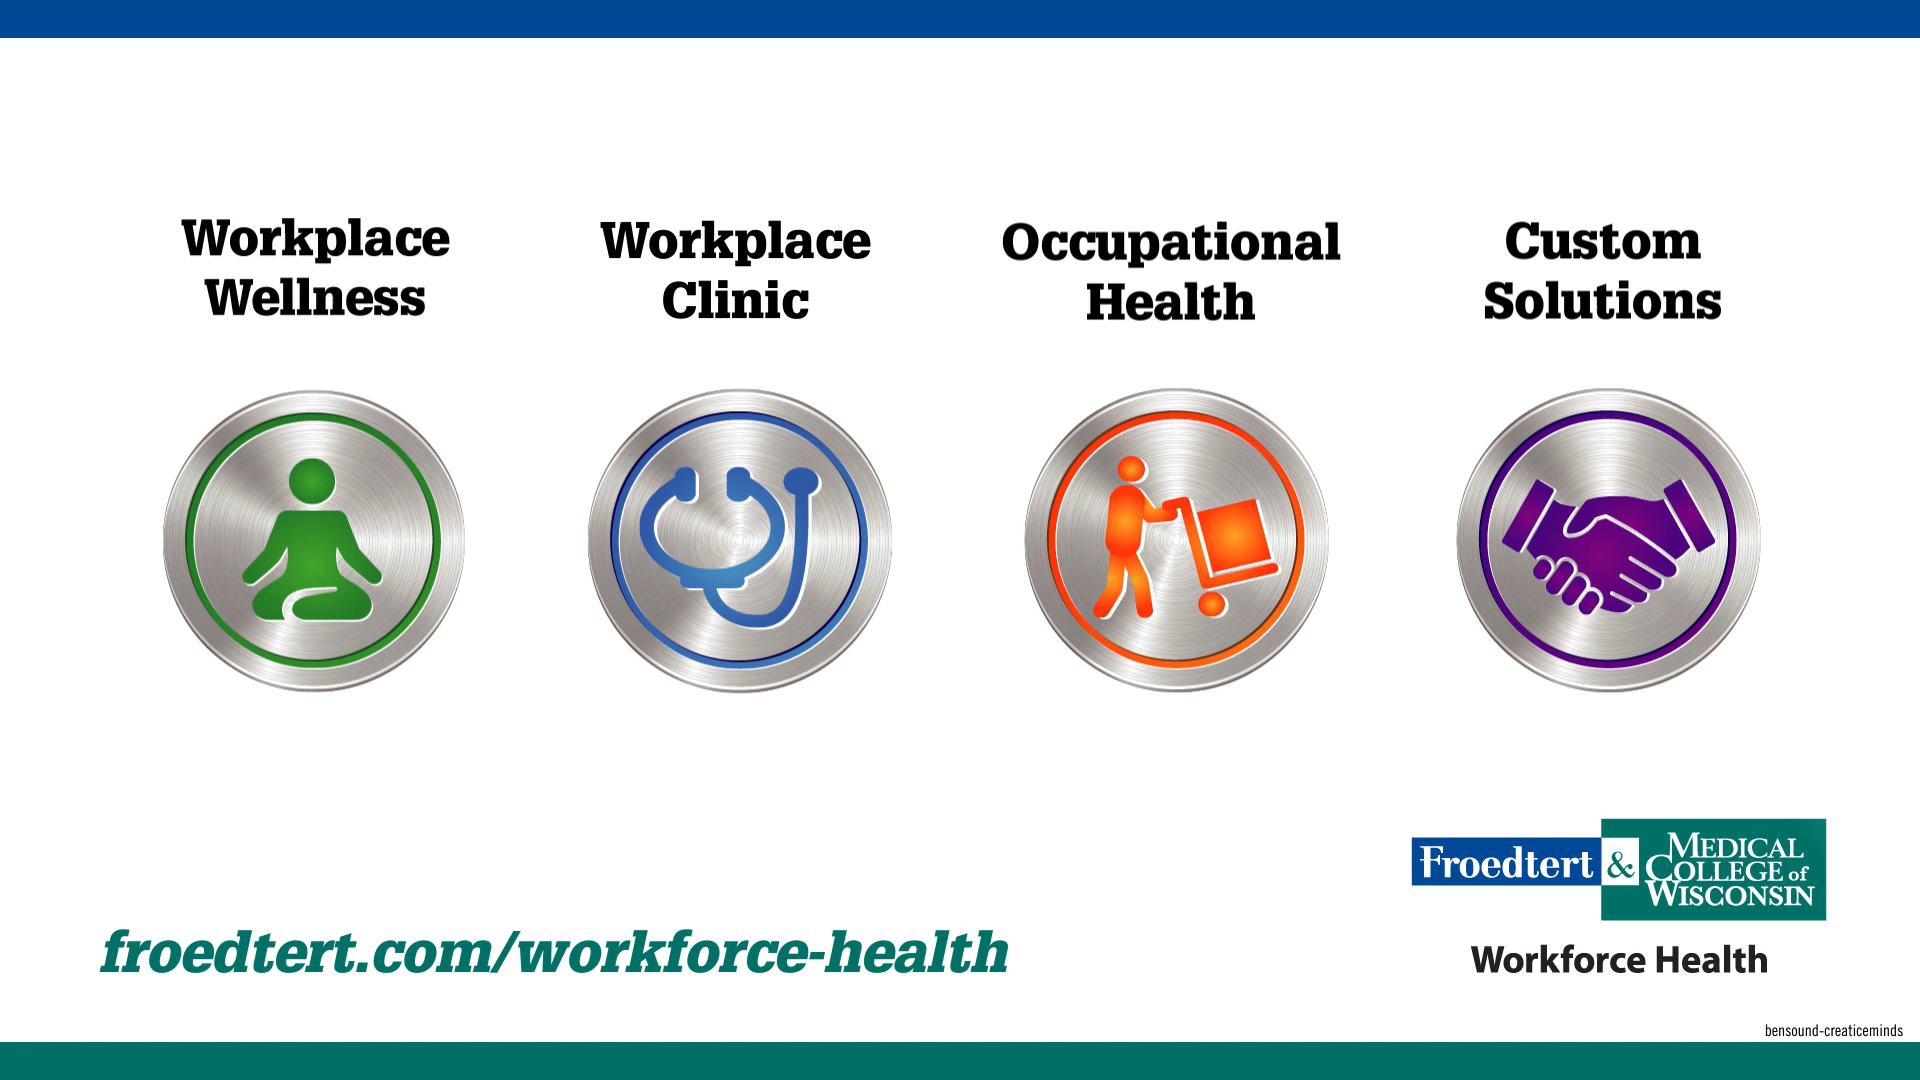 Workplace
Wellness
Workplace
Clinic
Occupational
Health
Custom
Solutions
froedtert.com/workforce-health
Froedtert & MEDICAL
COLLEGE of
WISCONSIN
Workforce Health
bensound-creaticeminds